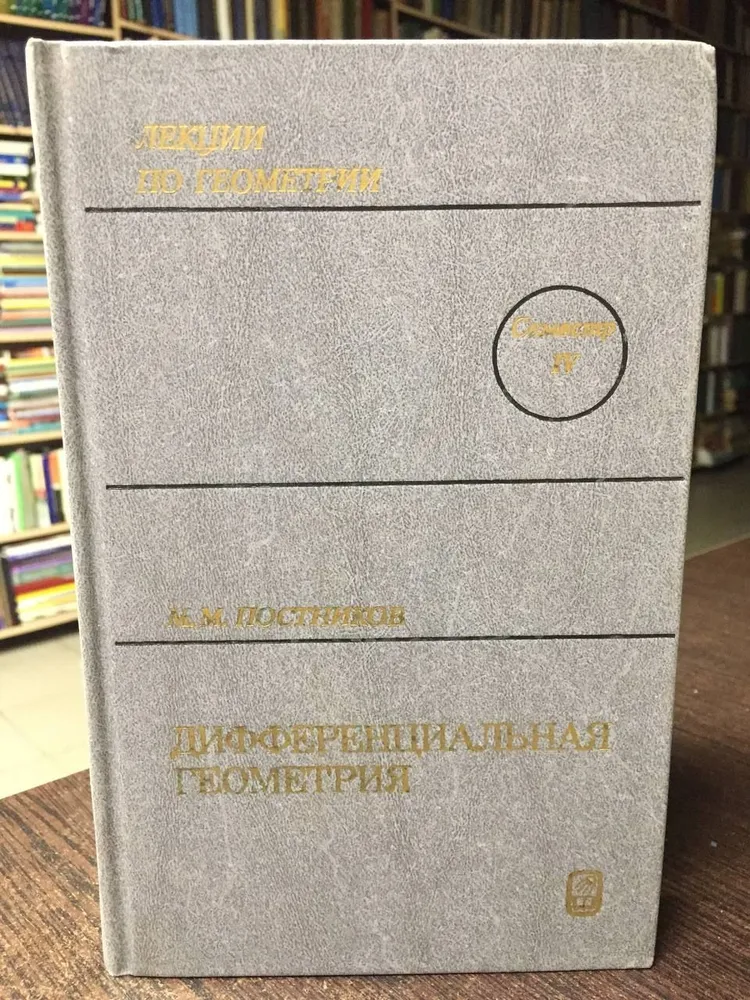 ЛЕКЦИИ
ПО ГЕОМЕТРИИ
Семестр
IV
М. М. ПОСТНИКОВ
ДИФФЕРЕНЦИАЛЬНАЯ
ГЕОМЕТРИЯ